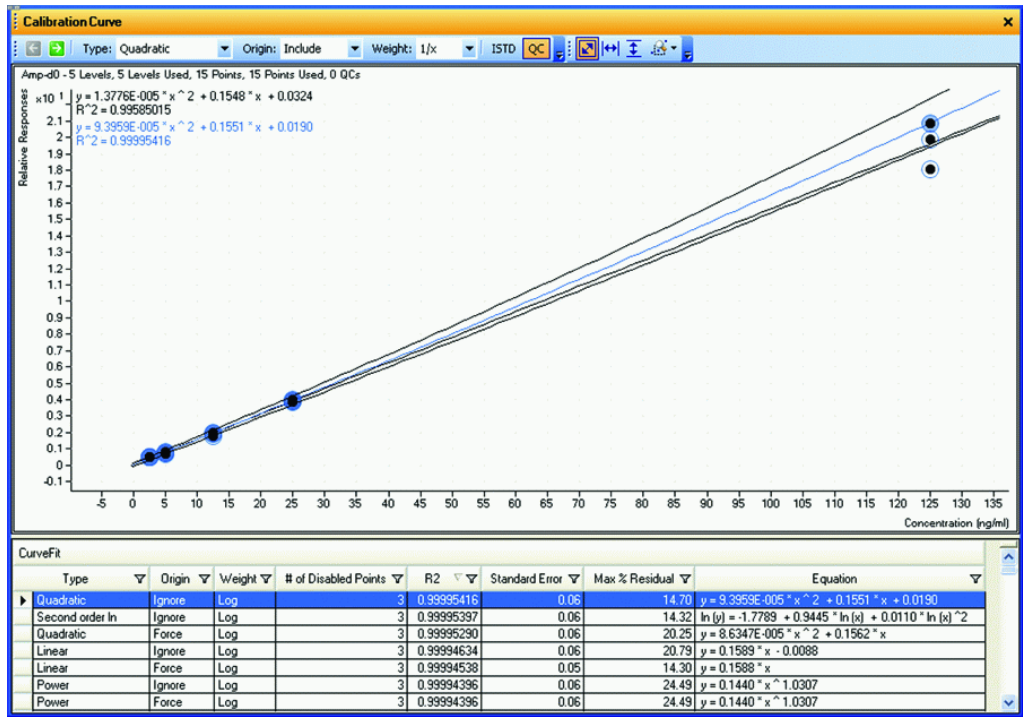 Calibration Curve
Type: Quadratic Origin: Include Weight: 1/x ISTD QC
Amp-d0 - 5 Levels, 5 Levels Used, 15 Points, 15 Points Used, 0 QCs
Relative Responses
x10 1
y = 1.3776E-005 * x ^ 2 + 0.1548 * x + 0.0324
R^2 = 0.99585015
y = 9.3959E-005 * x ^ 2 + 0.1551 * x + 0.0190
R^2 = 0.99995416
2.1
2
1.9
1.8
1.7
1.6
1.5
1.4
1.3
1.2
1.1
1
0.9
0.8
0.7
0.6
0.5
0.4
0.3
0.2
0.1
0
-0.1
-5 0 5 10 15 20 25 30 35 40 45 50 55 60 65 70 75 80 85 90 95 100 105 110 115 120 125 130 135
Concentration (ng/ml)
CurveFit
Type Origin Weight # of Disabled Points R2 Standard Error Max % Residual Equation
Quadratic Ignore Log 3 0.99995416 0.06 14.70 y = 9.3959E-005 * x ^ 2 + 0.1551 * x + 0.0190
Second order ln Ignore Log 3 0.99995397 0.06 14.32 ln (y) = -1.7789 + 0.9445 * ln (x) + 0.0110 * ln (x) ^2
Quadratic Force Log 3 0.99995290 0.06 20.25 y = 8.6347E-005 * x ^ 2 + 0.1562 * x
Linear Ignore Log 3 0.99994634 0.06 20.79 y = 0.1589 * x - 0.0088
Linear Force Log 3 0.99994538 0.05 14.30 y = 0.1588 * x
Power Ignore Log 3 0.99994396 0.06 24.49 y = 0.1440 * x ^ 1.0307
Power Force Log 3 0.99994396 0.06 24.49 y = 0.1440 * x ^ 1.0307